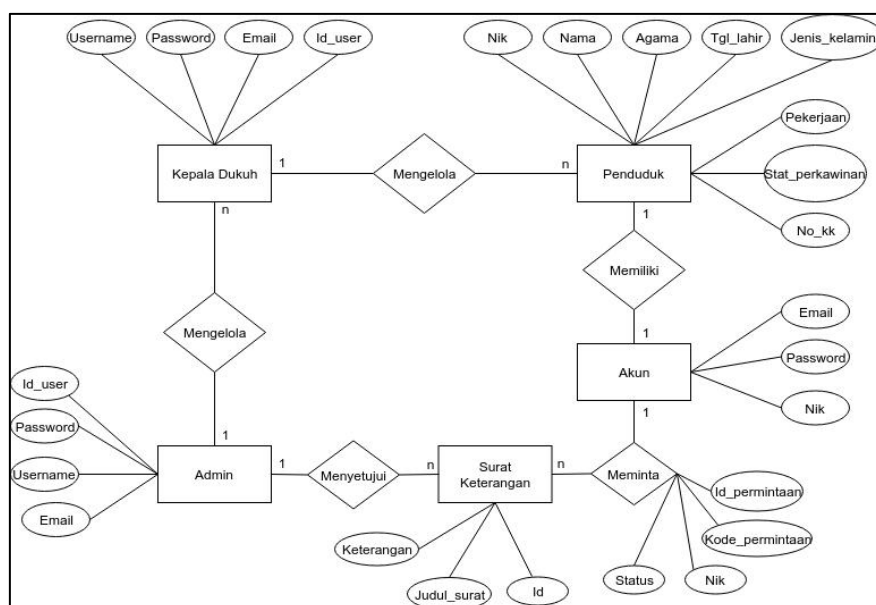 Username
Password
Email
Id_user
Nik
Nama
Agama
Tgl_lahir
Jenis_kelamin
Kepala Dukuh
1
Mengelola
n
Penduduk
Pekerjaan
Stat_perkawinan
No_kk
n
1
Memiliki
Mengelola
1
Akun
Email
Password
Nik
1
Id_user
Password
Username
Email
1
Admin
1
Menyetujui
n
Surat
Keterangan
n
Meminta
Id_permintaan
Kode_permintaan
Nik
Status
Keterangan
Judul_surat
Id